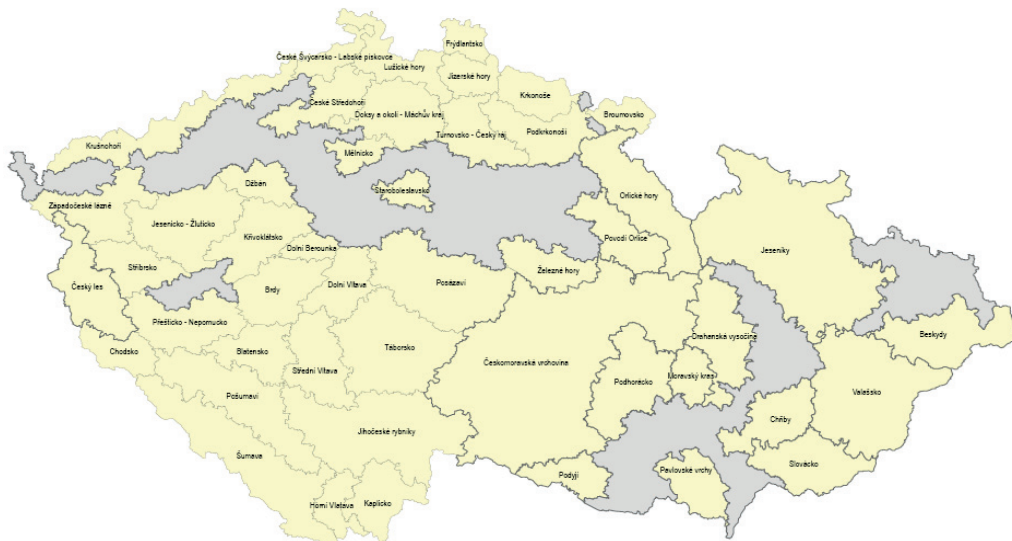 Frýdlantsko
České Švýcarsko - Labské pískovce
Lužické hory
Jizerské hory
Krkonoše
České Středohoří
Doksy a okolí - Máchův kraj
Broumovsko
Turnovsko - Český ráj
Podkrkonoší
Krušnohoří
Mělnicko
Džbán
Staroboleslavsko
Orlické hory
Západočeské lázně
Jesenicko - Žluticko
Křivoklátsko
Dolní Berounka
Povodí Orlice
Jeseníky
Stříbrsko
Český les
Brdy
Dolní Vltava
Posázaví
Železné hory
Přešticko - Nepomucko
Drahanská vysočina
Beskydy
Chodsko
Blatensko
Střední Vltava
Táborsko
Českomoravská vrchovina
Podhorácko
Moravský kras
Valašsko
Pošumaví
Chřiby
Jihočeské rybníky
Šumava
Slovácko
Podyjí
Pavlovské vrchy
Horní Vlatava
Kaplicko